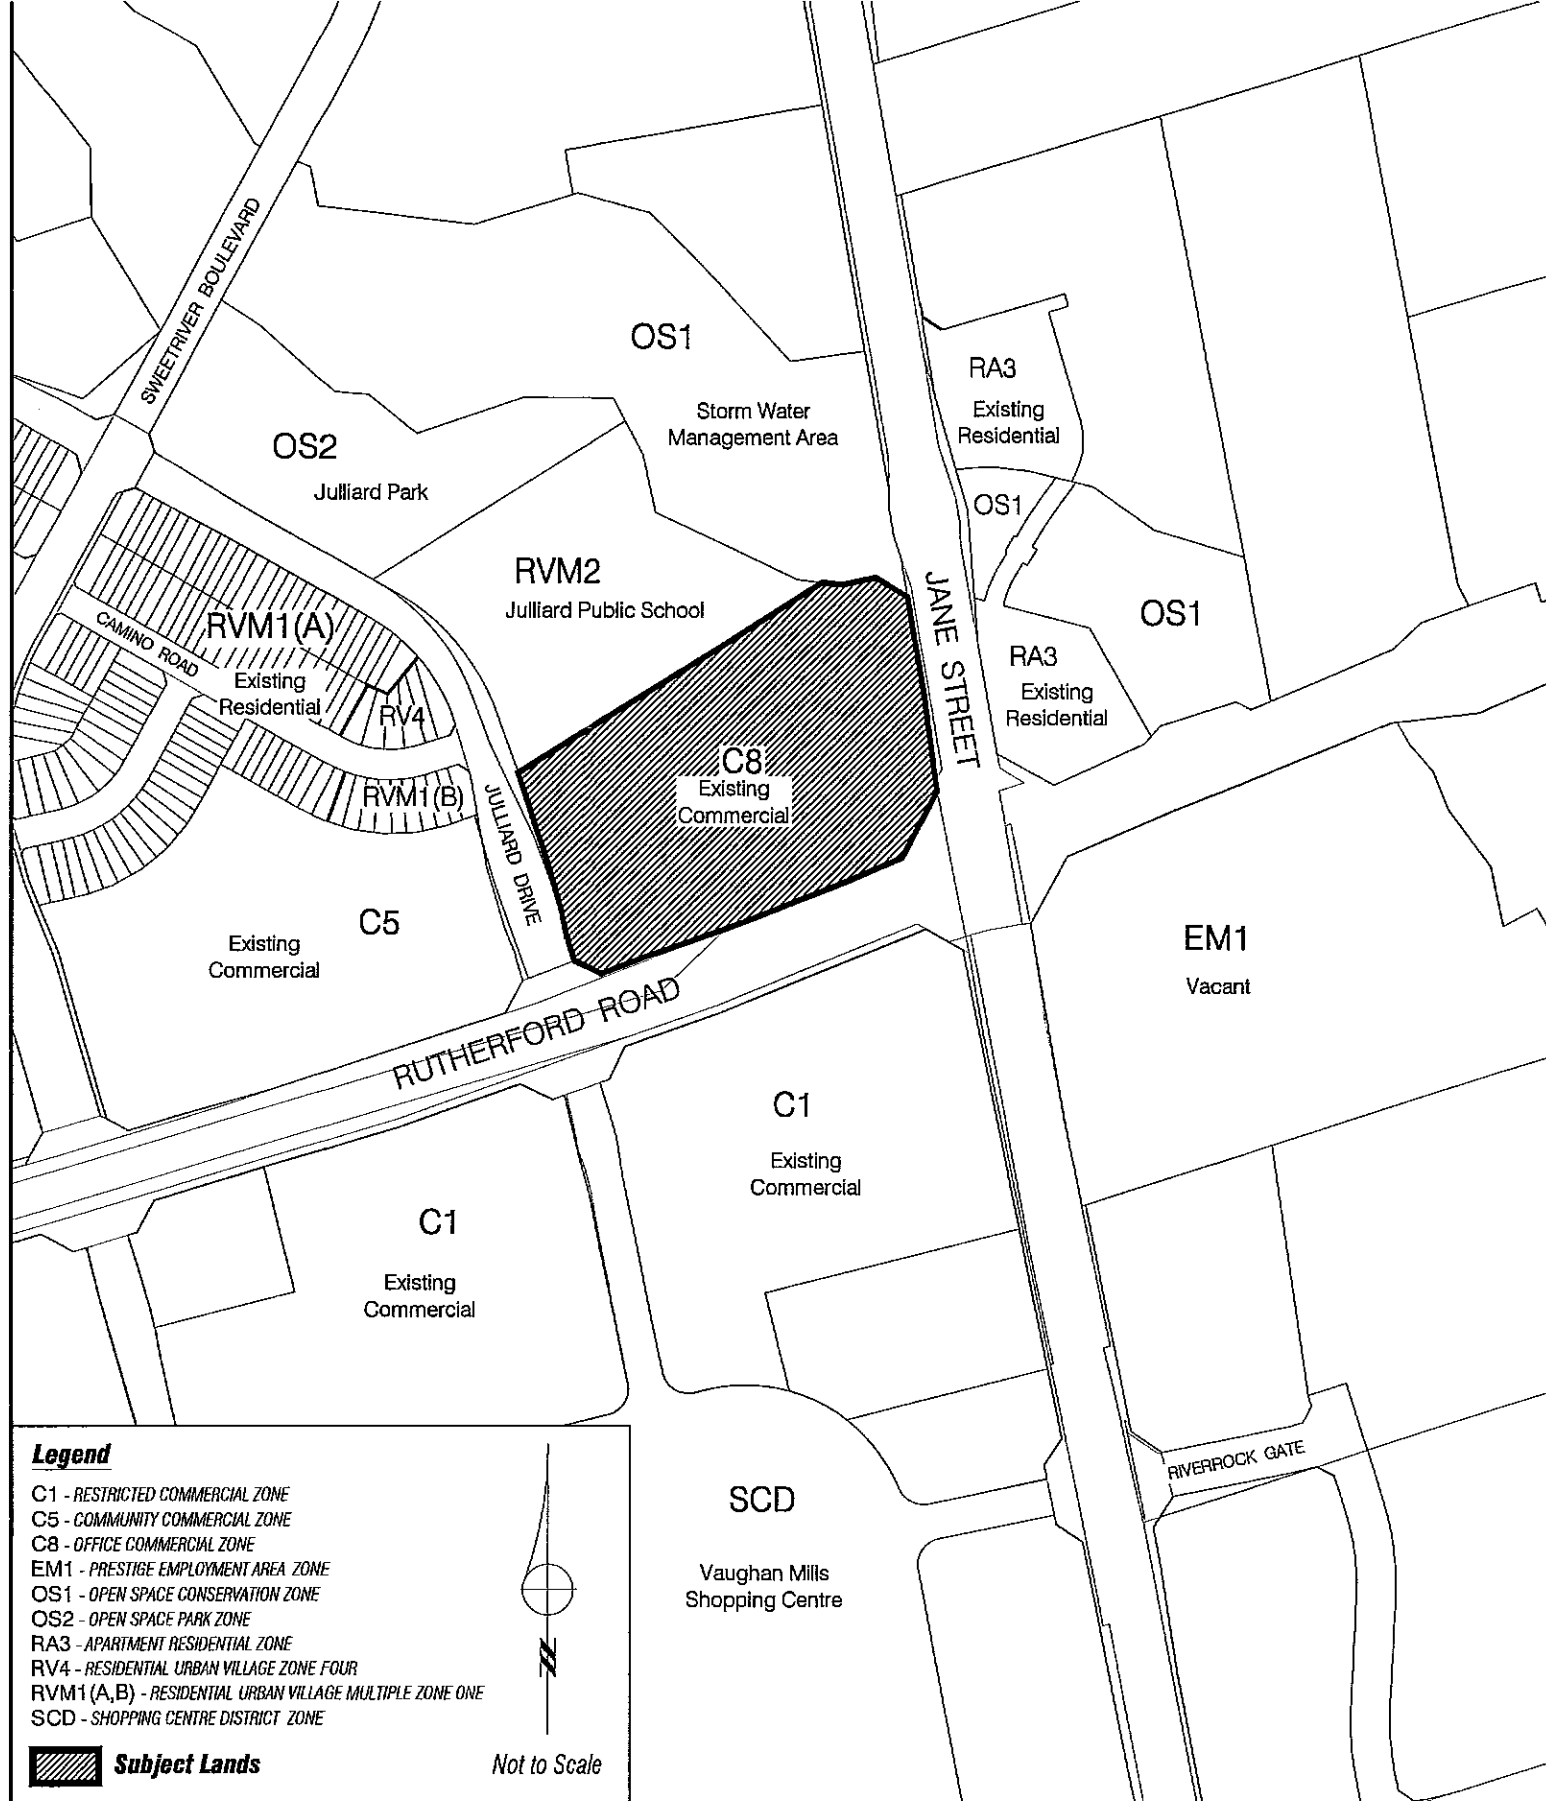 SWEETRIVER BOULEVARD
OS1
Storm Water
Management Area
RA3
Existing
Residential
OS2
Julliard Park
OS1
RVM2
Julliard Public School
JANE STREET
OS1
RVM1(A)
CAMINO ROAD
Existing
Residential
RV4
RA3
Existing
Residential
C8
Existing
Commercial
RVM1(B)
JULLIARD DRIVE
C5
Existing
Commercial
EM1
Vacant
RUTHERFORD ROAD
C1
Existing
Commercial
C1
Existing
Commercial
RIVERROCK GATE
SCD
Vaughan Mills
Shopping Centre
Legend
C1 - RESTRICTED COMMERCIAL ZONE
C5 - COMMUNITY COMMERCIAL ZONE
C8 - OFFICE COMMERCIAL ZONE
EM1 - PRESTIGE EMPLOYMENT AREA ZONE
OS1 - OPEN SPACE CONSERVATION ZONE
OS2 - OPEN SPACE PARK ZONE
RA3 - APARTMENT RESIDENTIAL ZONE
RV4 - RESIDENTIAL URBAN VILLAGE ZONE FOUR
RVM1(A,B) - RESIDENTIAL URBAN VILLAGE MULTIPLE ZONE ONE
SCD - SHOPPING CENTRE DISTRICT ZONE
N
Subject Lands
Not to Scale